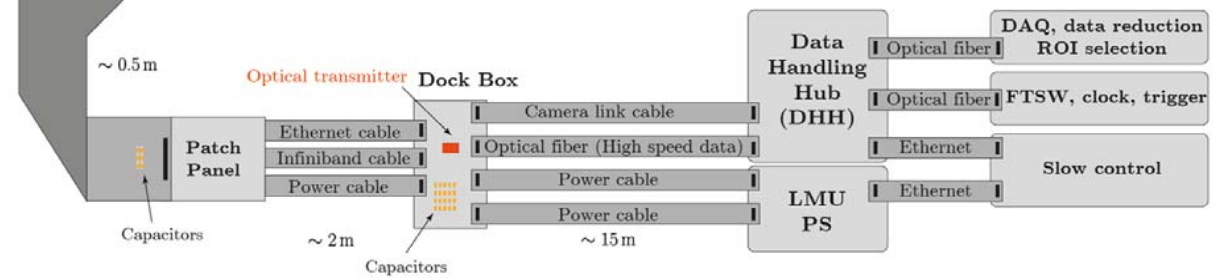 ~ 0.5 m
Optical transmitter
Dock Box
Patch
Panel
Capacitors
Ethernet cable
Infiniband cable
Power cable
~ 2 m
Capacitors
Camera link cable
Optical fiber (High speed data)
Power cable
Power cable
~ 15 m
Data
Handling
Hub
(DHH)
LMU
PS
Optical fiber
Optical fiber
Ethernet
Ethernet
DAQ, data reduction
ROI selection
FTSW, clock, trigger
Slow control